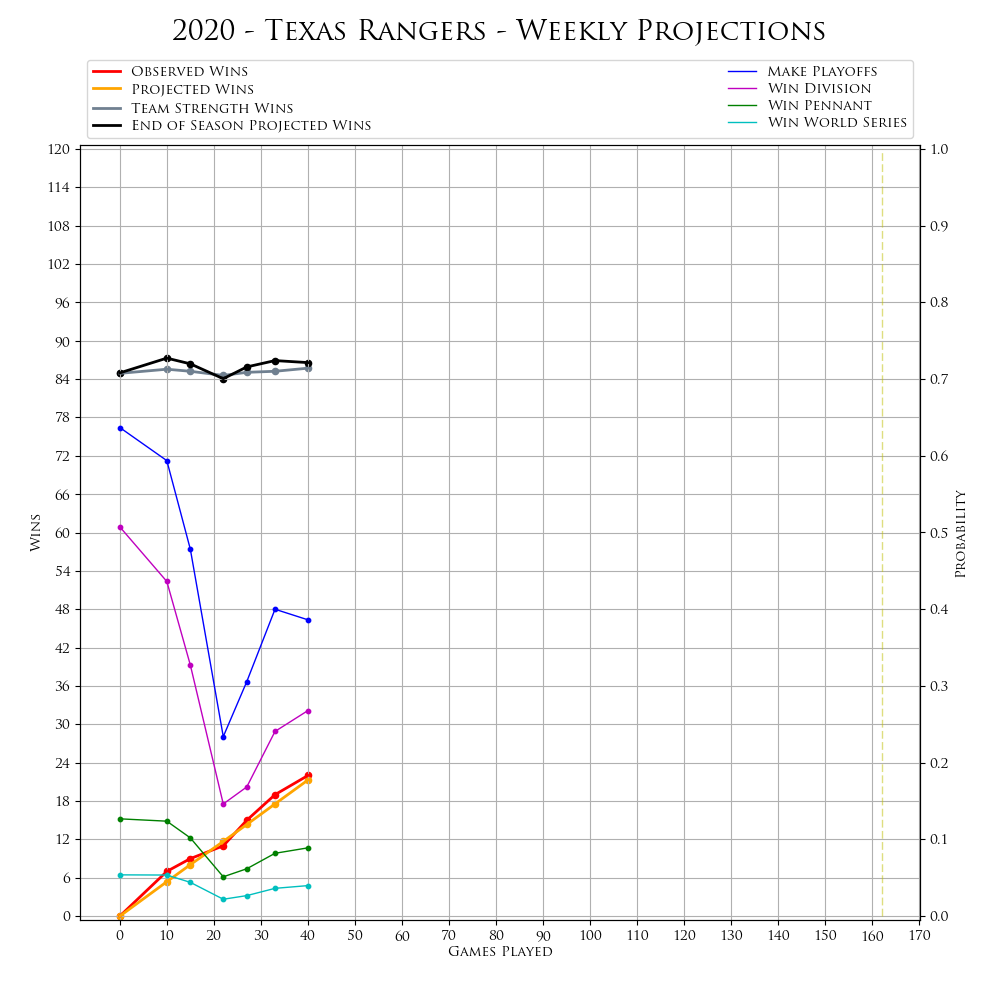 2020 - Texas Rangers - Weekly Projections
Observed Wins
Projected Wins
Team Strength Wins
End of Season Projected Wins
Make Playoffs
Win Division
Win Pennant
Win World Series
120
114
108
102
96
90
84
78
72
66
60
54
48
42
36
30
24
18
12
6
0
Wins
1.0
0.9
0.8
0.7
0.6
0.5
0.4
0.3
0.2
0.1
0.0
Probability
0 10 20 30 40 50 60 70 80 90 100 110 120 130 140 150 160 170
Games Played